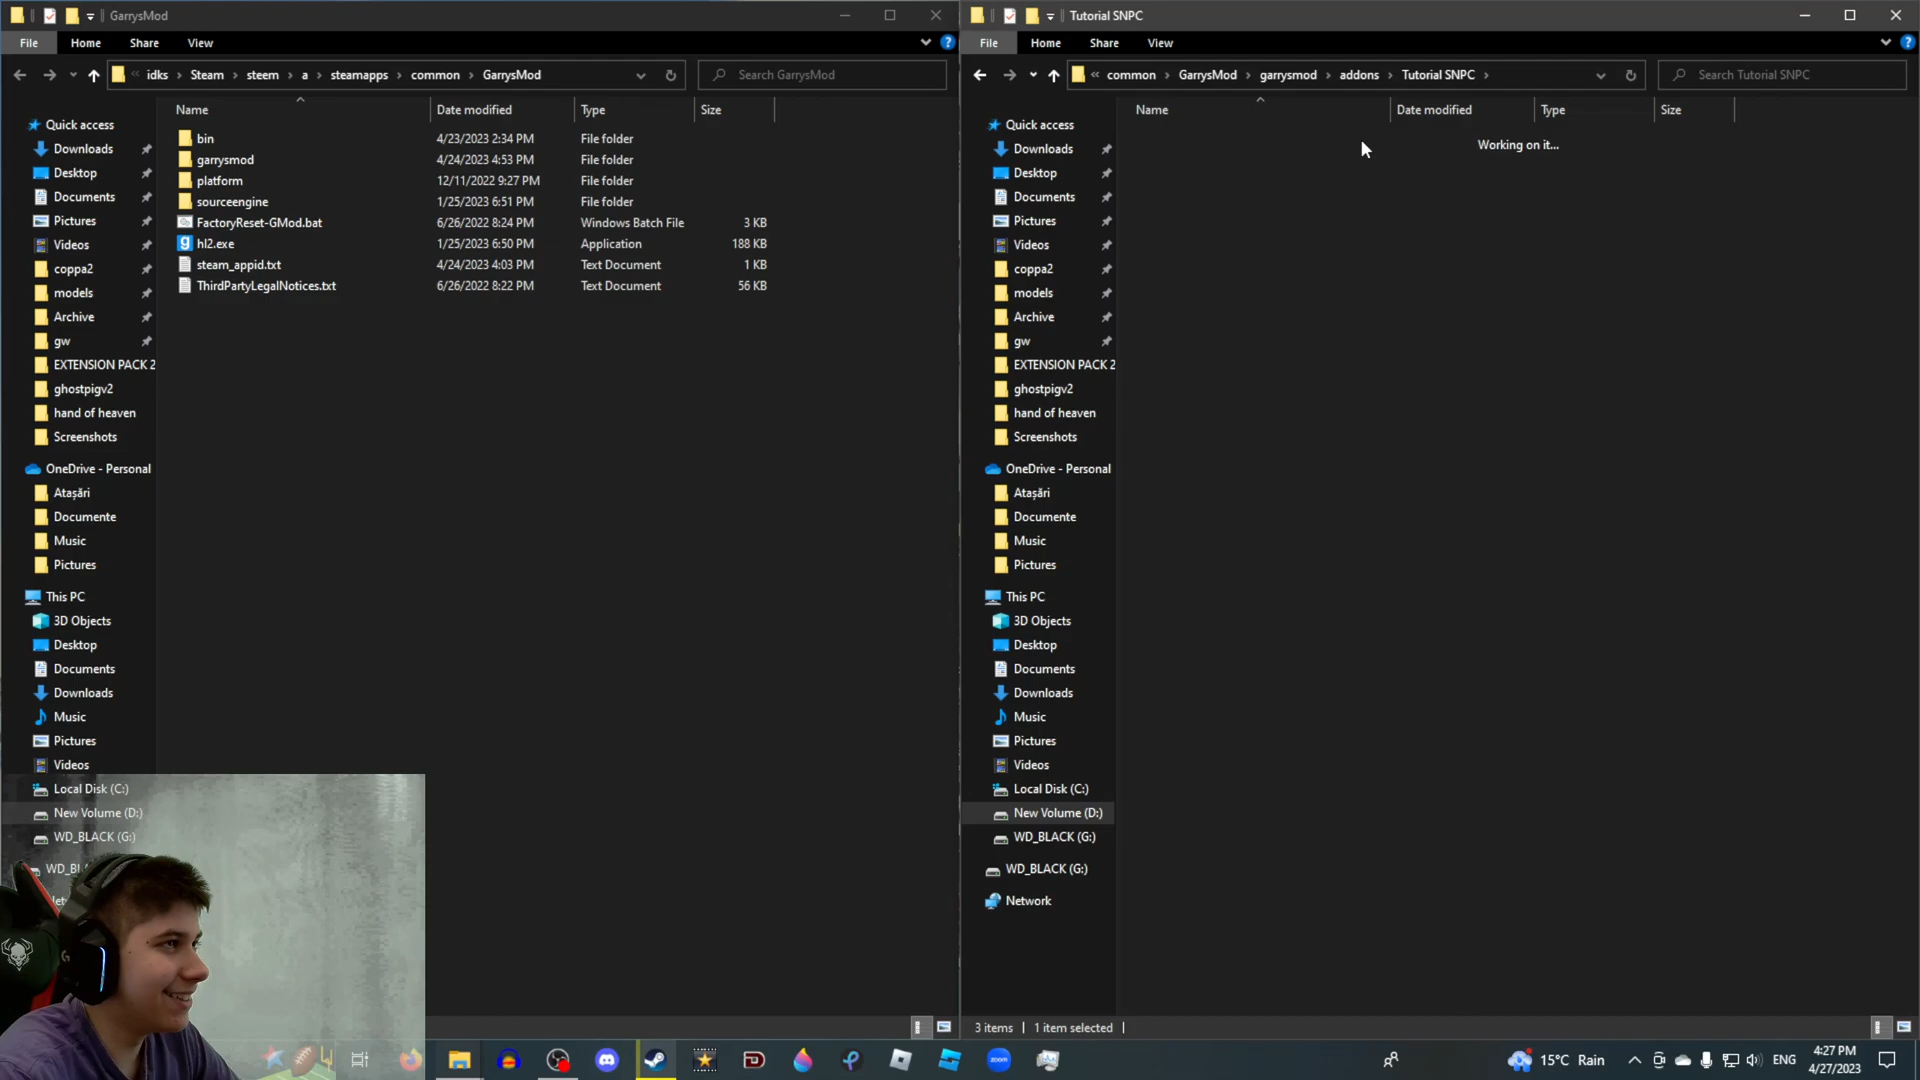 GarrysMod
File Home Share View
idks Steam steem a steamapps common GarrysMod
Search GarrysMod
Name Date modified Type Size
Quick access
Downloads
Desktop
Documents
Pictures
Videos
coppa2
models
Archive
gw
EXTENSION PACK 2
ghostpigv2
hand of heaven
Screenshots
OneDrive - Personal
Atașări
Documente
Music
Pictures
This PC
3D Objects
Desktop
Documents
Downloads
Music
Pictures
Videos
Local Disk (C:)
New Volume (D:)
WD_BLACK (G:)
bin 4/23/2023 2:34 PM File folder
garrysmod 4/24/2023 4:53 PM File folder
platform 12/11/2022 9:27 PM File folder
sourceengine 1/25/2023 6:51 PM File folder
FactoryReset-GMod.bat 6/26/2022 8:24 PM Windows Batch File 3 KB
hl2.exe 1/25/2023 6:50 PM Application 188 KB
steam_appid.txt 4/24/2023 4:03 PM Text Document 1 KB
ThirdPartyLegalNotices.txt 6/26/2022 8:22 PM Text Document 56 KB
Tutorial SNPC
File Home Share View
common GarrysMod garrysmod addons Tutorial SNPC
Search Tutorial SNPC
Name Date modified Type Size
Working on it...
Quick access
Downloads
Desktop
Documents
Pictures
Videos
coppa2
models
Archive
gw
EXTENSION PACK 2
ghostpigv2
hand of heaven
Screenshots
OneDrive - Personal
Atașări
Documente
Music
Pictures
This PC
3D Objects
Desktop
Documents
Downloads
Music
Pictures
Videos
Local Disk (C:)
New Volume (D:)
WD_BLACK (G:)
WD_BLACK (G:)
Network
3 items 1 item selected
zoom
15°C Rain
ENG
4:27 PM
4/27/2023